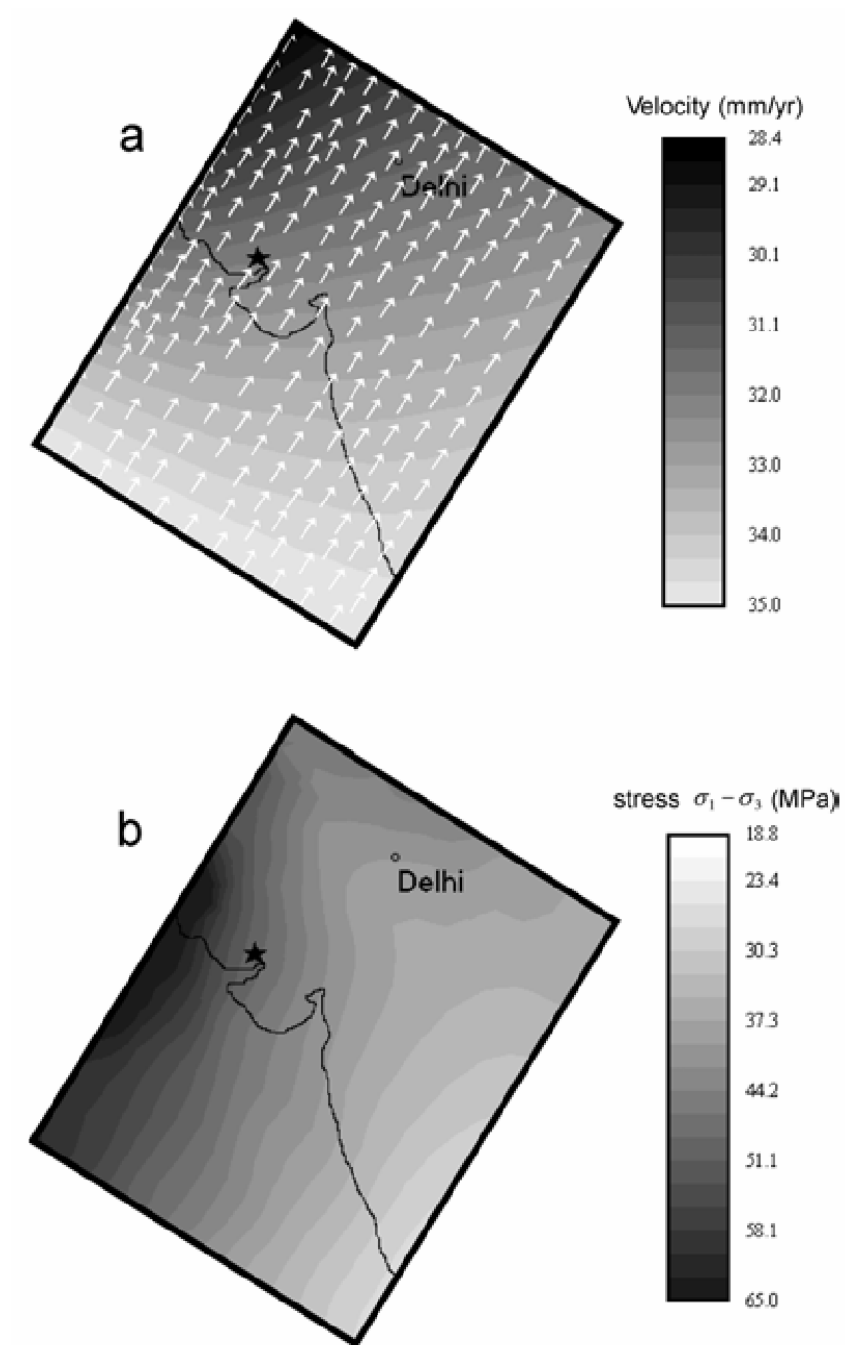 a
Velocity (mm/yr)
28.4
29.1
30.1
31.1
32.0
33.0
34.0
35.0
Delhi
b
stress σ₁ − σ₃ (MPa)
18.8
23.4
30.3
37.3
44.2
51.1
58.1
65.0
Delhi